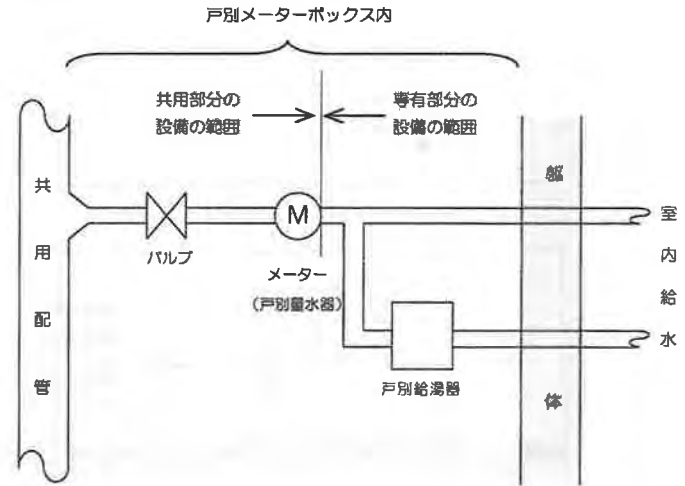 戸別メーターボックス内
共用部分の
設備の範囲
専有部分の
設備の範囲
共用配管
バルブ
M
メーター
(戸別量水器)
戸別給湯器
躯体
室内給水